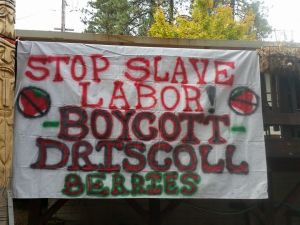 STOP SLAVE
LABOR!
-BOYCOTT-
DRISCOLL
BERRIES